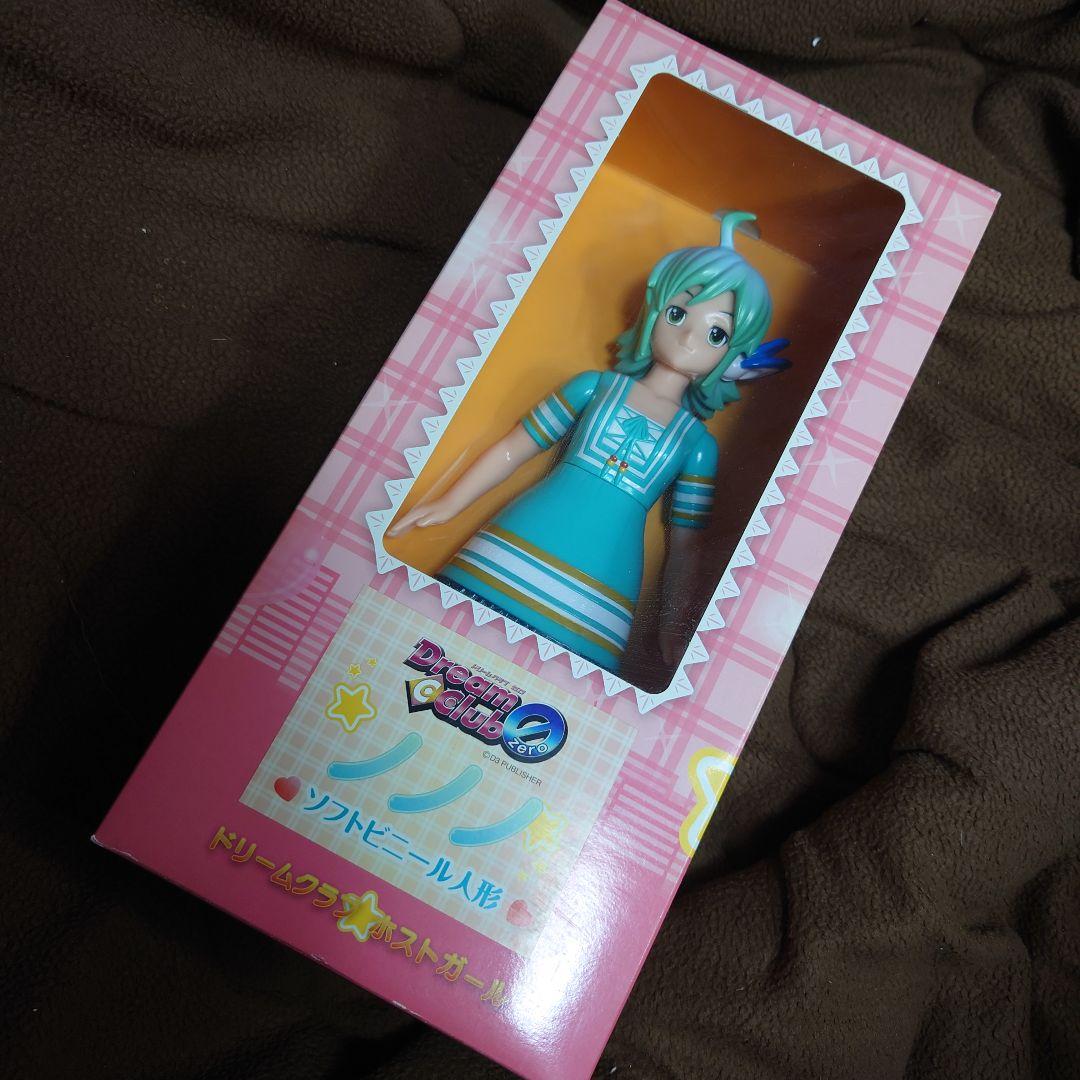 ドリームクラブ ゼロ
Dream
C Club
zero
© D3 PUBLISHER
ノノノ
ソフトビニール人形
ドリームクラブ★ホストガール